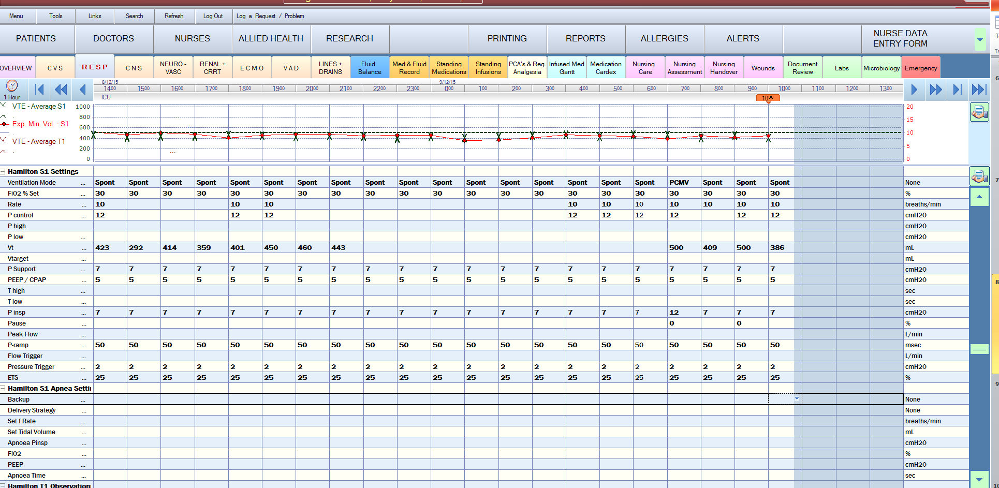 Menu Tools Links Search Refresh Log Out Log a Request / Problem
PATIENTS DOCTORS NURSES ALLIED HEALTH RESEARCH PRINTING REPORTS ALLERGIES ALERTS NURSE DATA ENTRY FORM
OVERVIEW CVS RESP CNS NEURO - VASC RENAL + CRRT ECMO VAD LINES + DRAINS Fluid Balance Med & Fluid Record Standing Medications Standing Infusions PCA's & Reg. Analgesia Infused Med Gantt Medication Cardex Nursing Care Nursing Assessment Nursing Handover Wounds Document Review Labs Microbiology Emergency
8/12/15 9/12/15
1 Hour 1400 1500 1600 1700 1800 1900 2000 2100 2200 2300 000 100 200 300 400 500 600 700 800 900 1000 1100 1200 1300
ICU 1000
VTE - Average S1 1000 20
800 15
Exp. Min. Vol. - S1 600
400 10
VTE - Average T1 200 5
0 0
Hamilton S1 Settings
Ventilation Mode ... Spont Spont Spont Spont Spont Spont Spont Spont Spont Spont Spont Spont Spont Spont Spont Spont Spont PCMV Spont Spont Spont None
FiO2 % Set ... 30 30 30 30 30 30 30 30 30 30 30 30 30 30 30 30 30 30 30 30 30 %
Rate ... 10 10 10 10 10 10 10 10 10 10 breaths/min
P control ... 12 12 12 12 12 12 12 12 12 cmH20
P high cmH20
P low ... cmH20
Vt ... 423 292 414 359 401 450 460 443 500 409 500 386 mL
Vtarget ... mL
P Support ... 7 7 7 7 7 7 7 7 7 7 7 7 7 7 7 7 7 7 7 7 7 cmH20
PEEP / CPAP ... 5 5 5 5 5 5 5 5 5 5 5 5 5 5 5 5 5 5 5 5 5 cmH20
T high ... sec
T low ... sec
P insp ... 7 7 7 7 7 7 7 7 7 7 7 7 7 7 7 7 7 12 7 7 7 cmH20
Pause ... 0 0 %
Peak Flow ... L/min
P-ramp ... 50 50 50 50 50 50 50 50 50 50 50 50 50 50 50 50 50 50 50 50 50 msec
Flow Trigger ... L/min
Pressure Trigger ... 2 2 2 2 2 2 2 2 2 2 2 2 2 2 2 2 2 2 2 2 2 cmH20
ETS ... 25 25 25 25 25 25 25 25 25 25 25 25 25 25 25 25 25 25 25 25 25 %
Hamilton S1 Apnea Settin
Backup ... None
Delivery Strategy ... None
Set f Rate ... breaths/min
Set Tidal Volume ... mL
Apnoea Pinsp ... cmH20
FiO2 ... %
PEEP ... cmH20
Apnoea Time ... sec
Hamilton T1 Observations